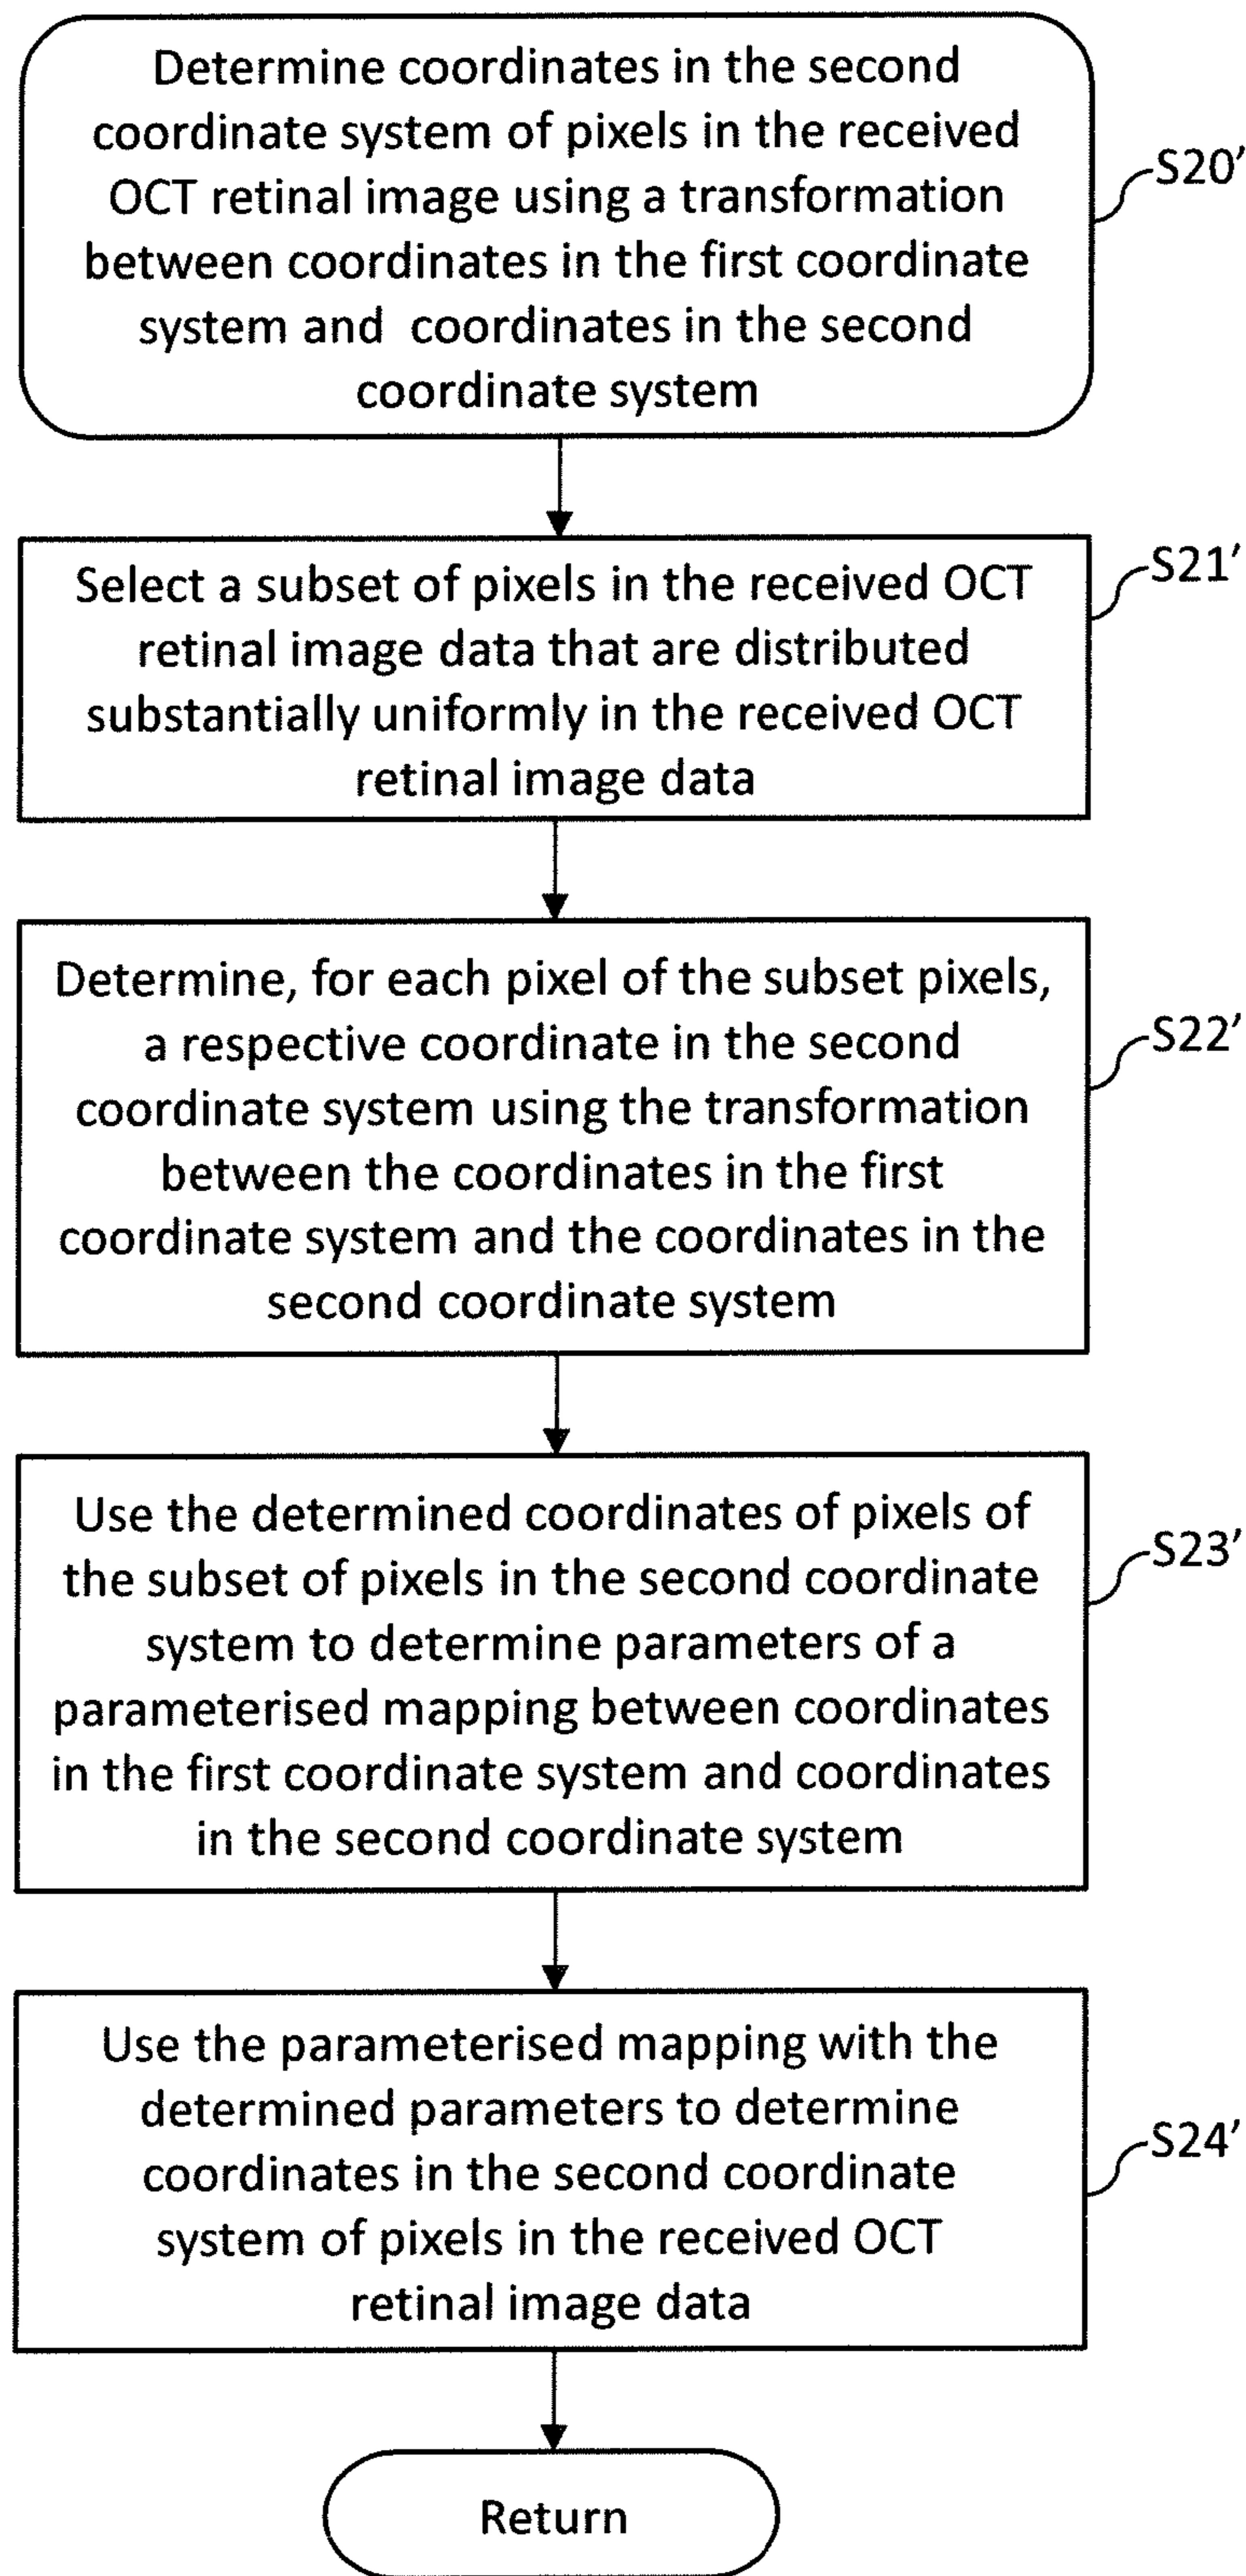 Determine coordinates in the second
coordinate system of pixels in the received
OCT retinal image using a transformation
between coordinates in the first coordinate
system and coordinates in the second
coordinate system
S20'
Select a subset of pixels in the received OCT
retinal image data that are distributed
substantially uniformly in the received OCT
retinal image data
S21'
Determine, for each pixel of the subset pixels,
a respective coordinate in the second
coordinate system using the transformation
between the coordinates in the first
coordinate system and the coordinates in the
second coordinate system
S22'
Use the determined coordinates of pixels of
the subset of pixels in the second coordinate
system to determine parameters of a
parameterised mapping between coordinates
in the first coordinate system and coordinates
in the second coordinate system
S23'
Use the parameterised mapping with the
determined parameters to determine
coordinates in the second coordinate
system of pixels in the received OCT
retinal image data
S24'
Return